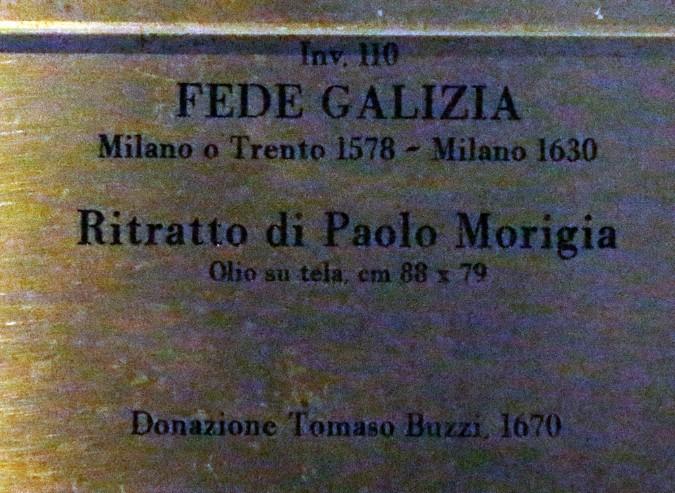 Inv. 110
FEDE GALIZIA
Milano o Trento 1578 ~ Milano 1630
Ritratto di Paolo Morigia
Olio su tela, cm 88 x 79
Donazione Tomaso Buzzi, 1670